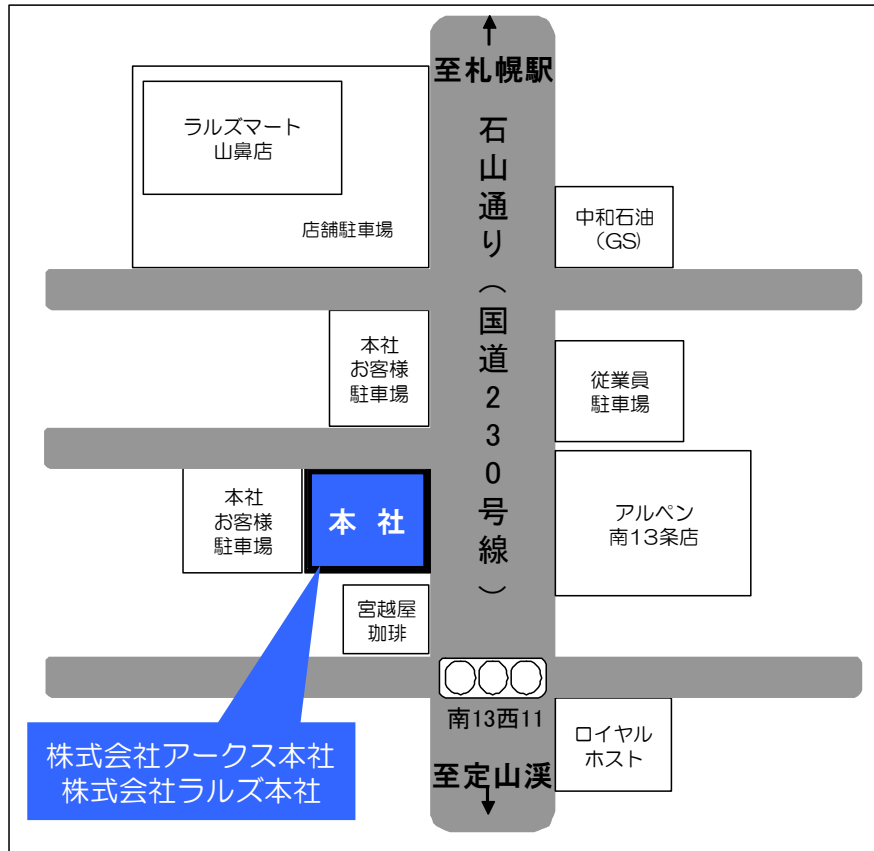 至札幌駅
石山通り（国道230号線）
ラルズマート
山鼻店
店舗駐車場
中和石油
（GS）
本社
お客様
駐車場
従業員
駐車場
本社
お客様
駐車場
本 社
アルペン
南13条店
宮越屋
珈琲
南13西11
ロイヤル
ホスト
至定山渓
株式会社アークス本社
株式会社ラルズ本社